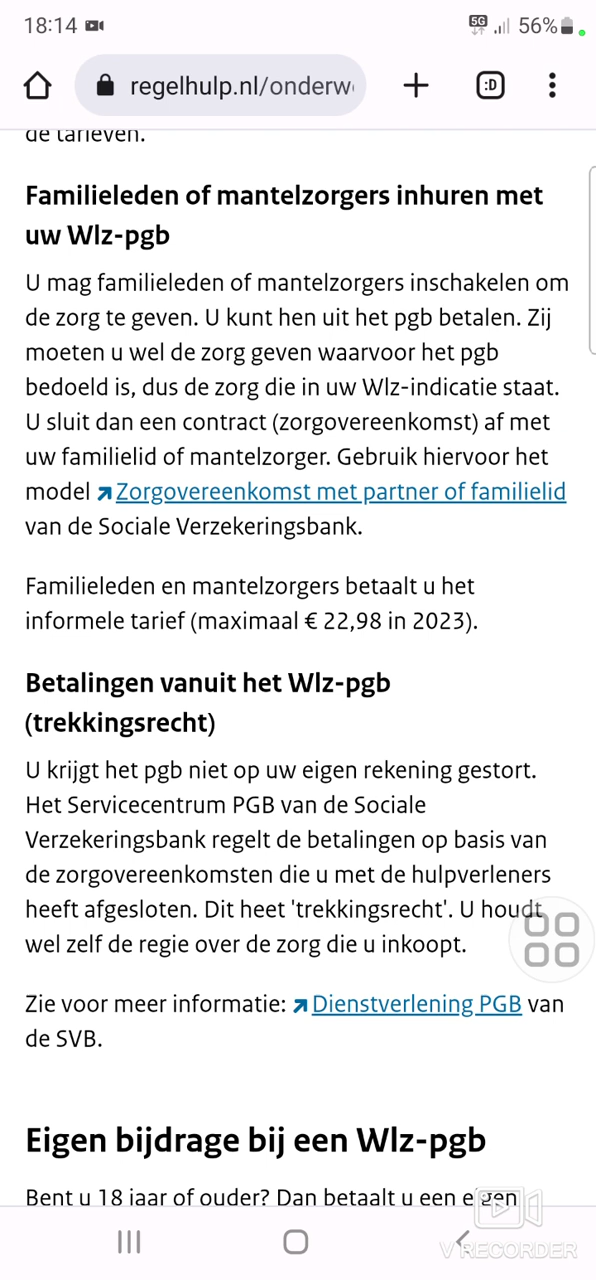 18:14
5G
56%
regelhulp.nl/onderw
:D
de tarieven.
Familieleden of mantelzorgers inhuren met
uw Wlz-pgb
U mag familieleden of mantelzorgers inschakelen om
de zorg te geven. U kunt hen uit het pgb betalen. Zij
moeten u wel de zorg geven waarvoor het pgb
bedoeld is, dus de zorg die in uw Wlz-indicatie staat.
U sluit dan een contract (zorgovereenkomst) af met
uw familielid of mantelzorger. Gebruik hiervoor het
model Zorgovereenkomst met partner of familielid
van de Sociale Verzekeringsbank.
Familieleden en mantelzorgers betaalt u het
informele tarief (maximaal € 22,98 in 2023).
Betalingen vanuit het Wlz-pgb
(trekkingsrecht)
U krijgt het pgb niet op uw eigen rekening gestort.
Het Servicecentrum PGB van de Sociale
Verzekeringsbank regelt de betalingen op basis van
de zorgovereenkomsten die u met de hulpverleners
heeft afgesloten. Dit heet 'trekkingsrecht'. U houdt
wel zelf de regie over de zorg die u inkoopt.
Zie voor meer informatie: Dienstverlening PGB van
de SVB.
Eigen bijdrage bij een Wlz-pgb
Bent u 18 jaar of ouder? Dan betaalt u een eigen
V RECORDER